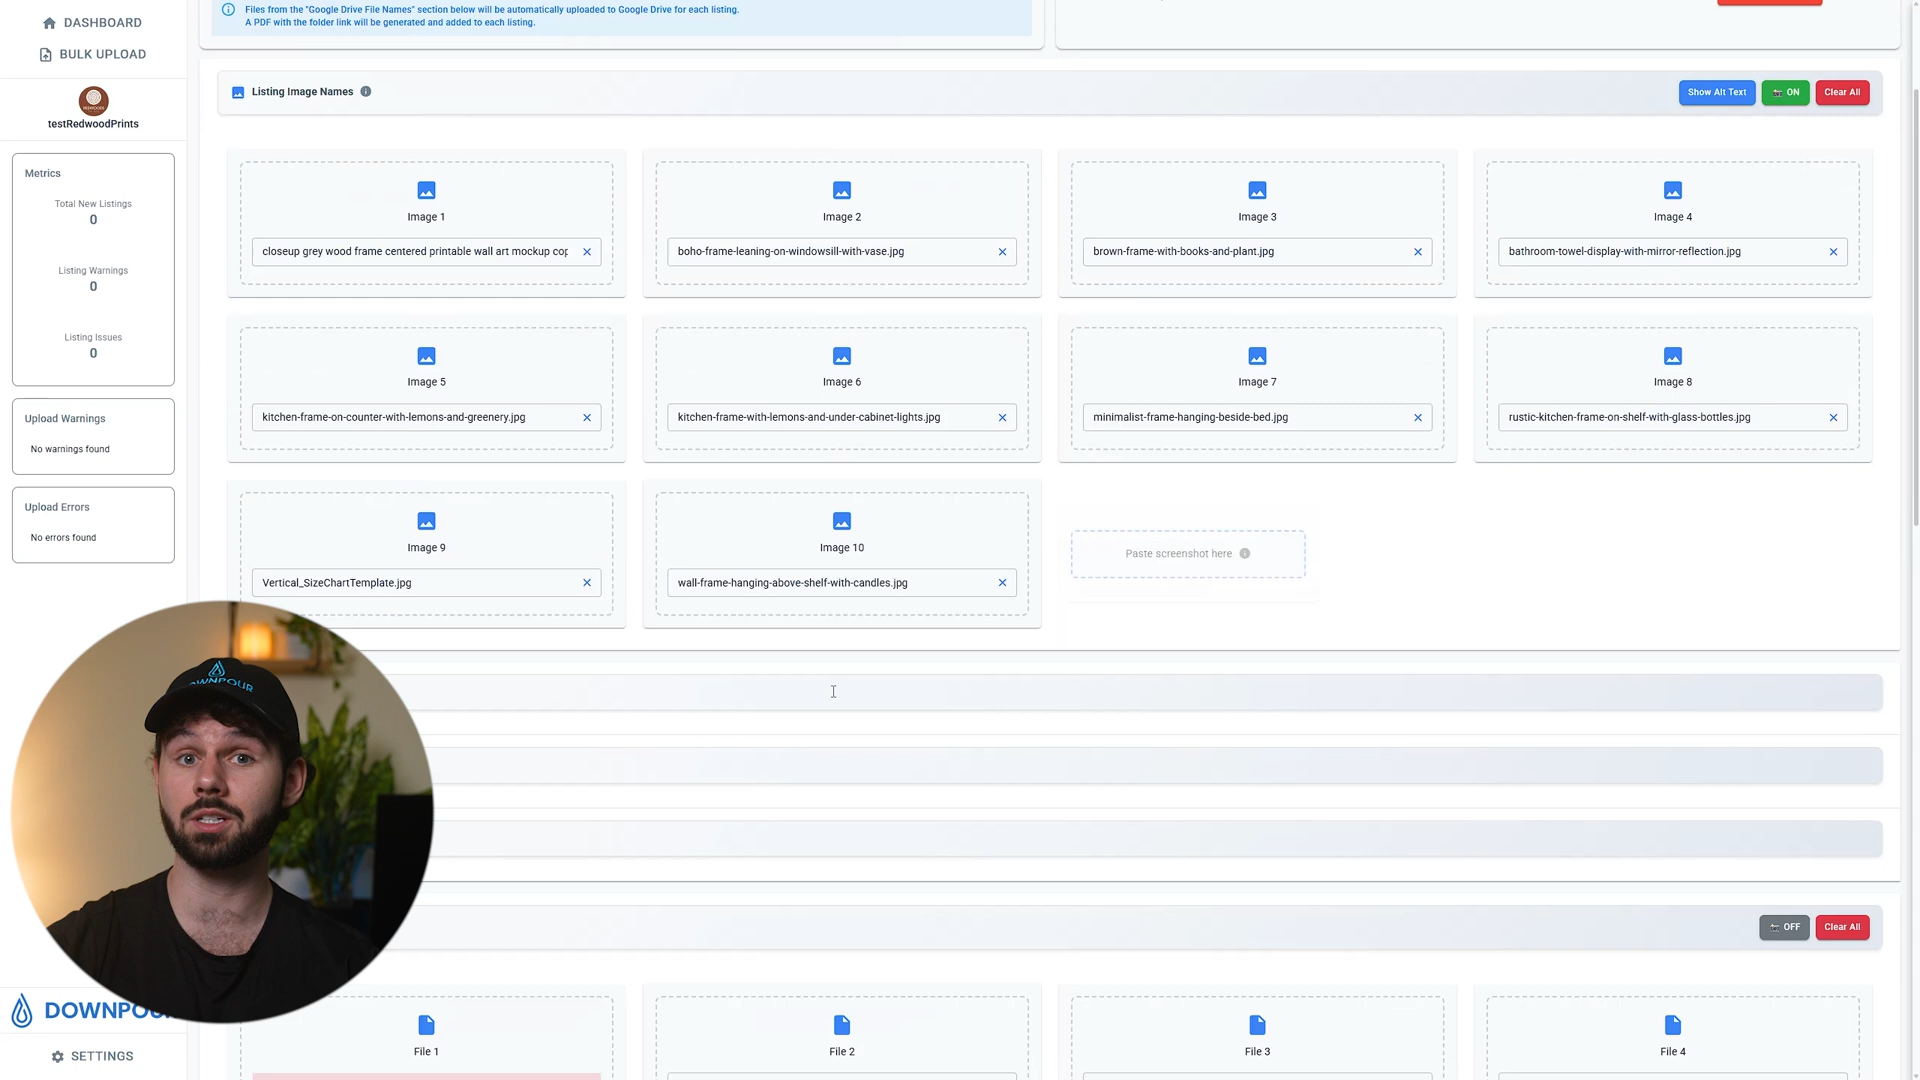 DASHBOARD
BULK UPLOAD
testRedwoodPrints
Metrics
Total New Listings
0
Listing Warnings
0
Listing Issues
0
Upload Warnings
No warnings found
Upload Errors
No errors found
SETTINGS
Files from the "Google Drive File Names" section below will be automatically uploaded to Google Drive for each listing.
A PDF with the folder link will be generated and added to each listing.
Listing Image Names
Show Alt Text
ON
Clear All
Image 1
closeup grey wood frame centered printable wall art mockup cop
Image 2
boho-frame-leaning-on-windowsill-with-vase.jpg
Image 3
brown-frame-with-books-and-plant.jpg
Image 4
bathroom-towel-display-with-mirror-reflection.jpg
Image 5
kitchen-frame-on-counter-with-lemons-and-greenery.jpg
Image 6
kitchen-frame-with-lemons-and-under-cabinet-lights.jpg
Image 7
minimalist-frame-hanging-beside-bed.jpg
Image 8
rustic-kitchen-frame-on-shelf-with-glass-bottles.jpg
Image 9
Vertical_SizeChartTemplate.jpg
Image 10
wall-frame-hanging-above-shelf-with-candles.jpg
Paste screenshot here
OFF
Clear All
File 1
File 2
File 3
File 4